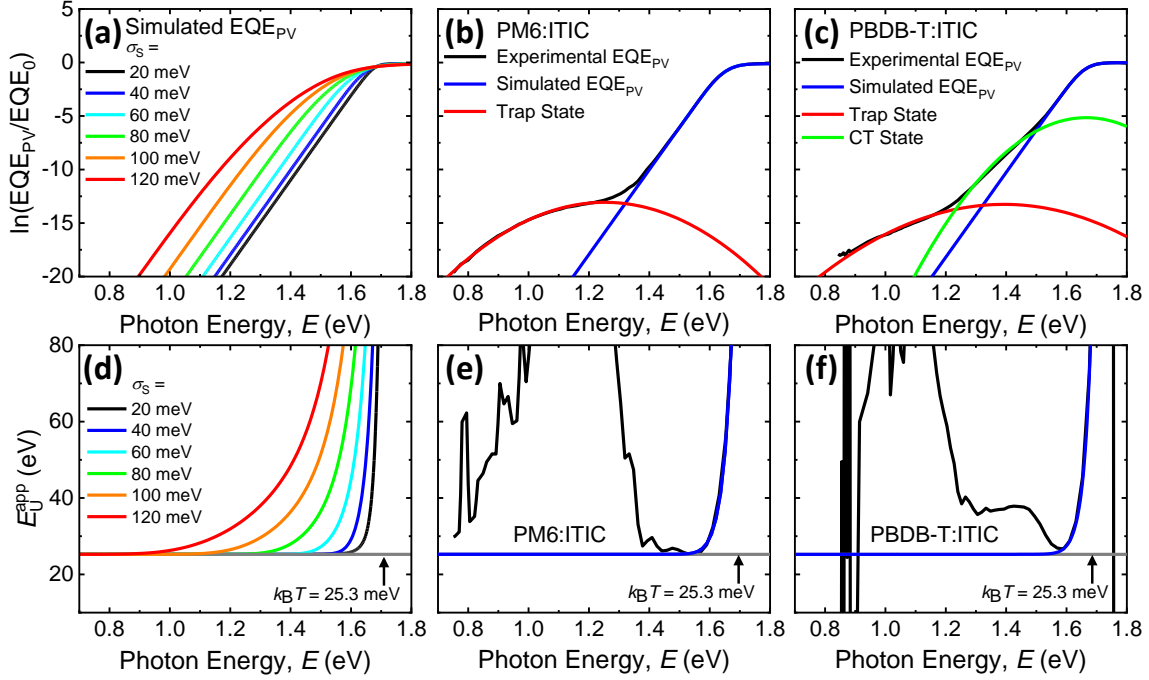 (a) Simulated EQE_PV
σ_S =
20 meV
40 meV
60 meV
80 meV
100 meV
120 meV
0
-5
-10
-15
-20
ln(EQE_PV/EQE_0)
0.8 1.0 1.2 1.4 1.6 1.8
Photon Energy, E (eV)
(b) PM6:ITIC
Experimental EQE_PV
Simulated EQE_PV
Trap State
0.8 1.0 1.2 1.4 1.6 1.8
Photon Energy, E (eV)
(c) PBDB-T:ITIC
Experimental EQE_PV
Simulated EQE_PV
Trap State
CT State
0.8 1.0 1.2 1.4 1.6 1.8
Photon Energy, E (eV)
(d)
σ_S =
20 meV
40 meV
60 meV
80 meV
100 meV
120 meV
80
60
40
20
E_U^app (eV)
k_BT = 25.3 meV
0.8 1.0 1.2 1.4 1.6 1.8
Photon Energy, E (eV)
(e)
PM6:ITIC
k_BT = 25.3 meV
0.8 1.0 1.2 1.4 1.6 1.8
Photon Energy, E (eV)
(f)
PBDB-T:ITIC
k_BT = 25.3 meV
0.8 1.0 1.2 1.4 1.6 1.8
Photon Energy, E (eV)